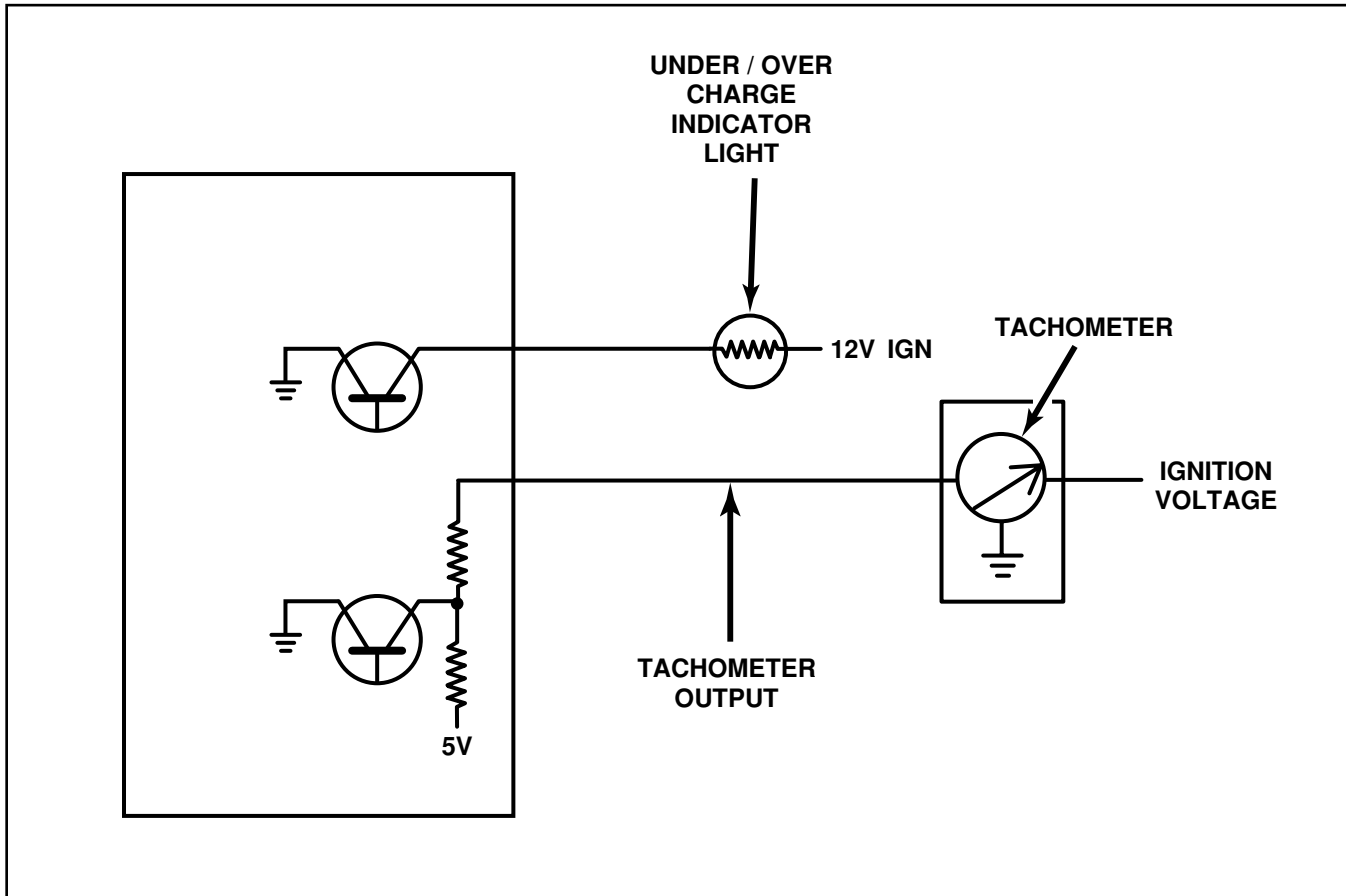 UNDER / OVER
CHARGE
INDICATOR
LIGHT
TACHOMETER
12V IGN
IGNITION
VOLTAGE
TACHOMETER
OUTPUT
5V